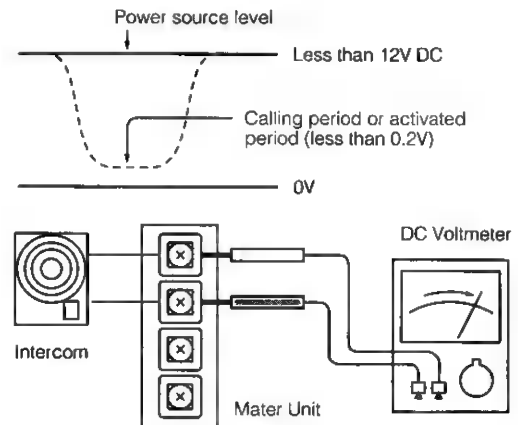 Power source level
Less than 12V DC
Calling period or activated
period (less than 0.2V)
0V
DC Voltmeter
Intercom
Mater Unit